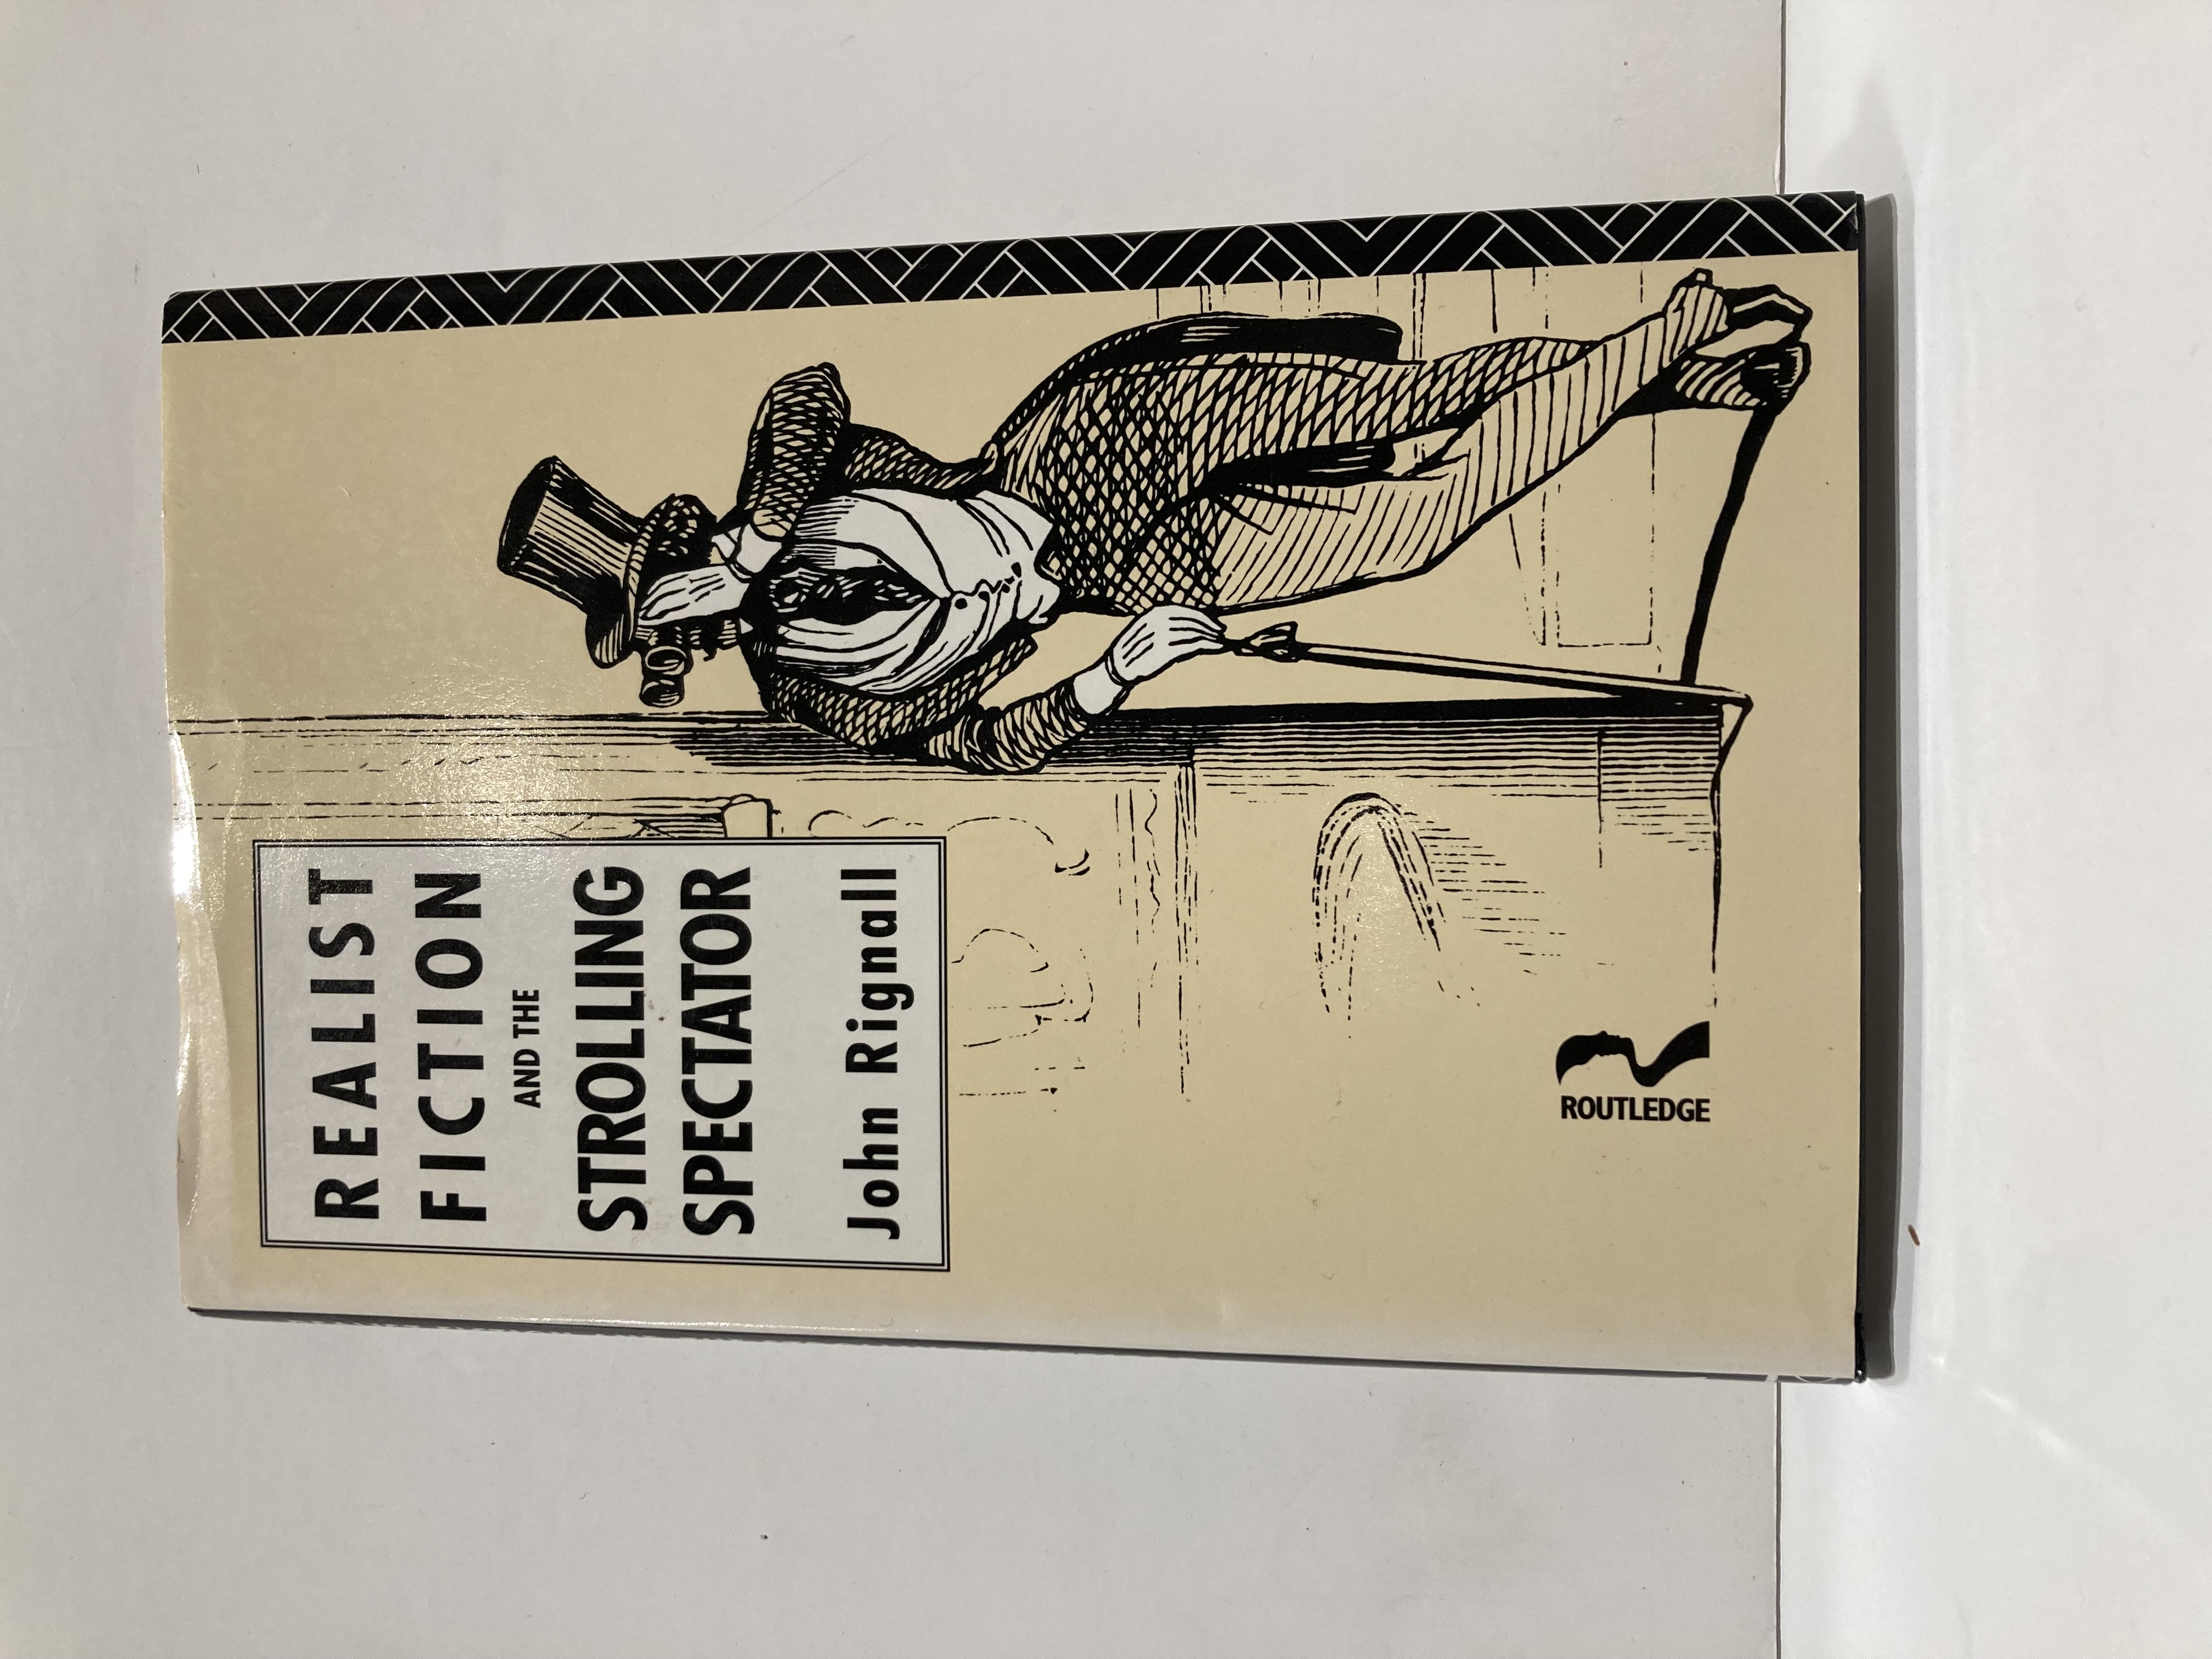 REALIST
FICTION
AND THE
STROLLING
SPECTATOR
John Rignall
ROUTLEDGE